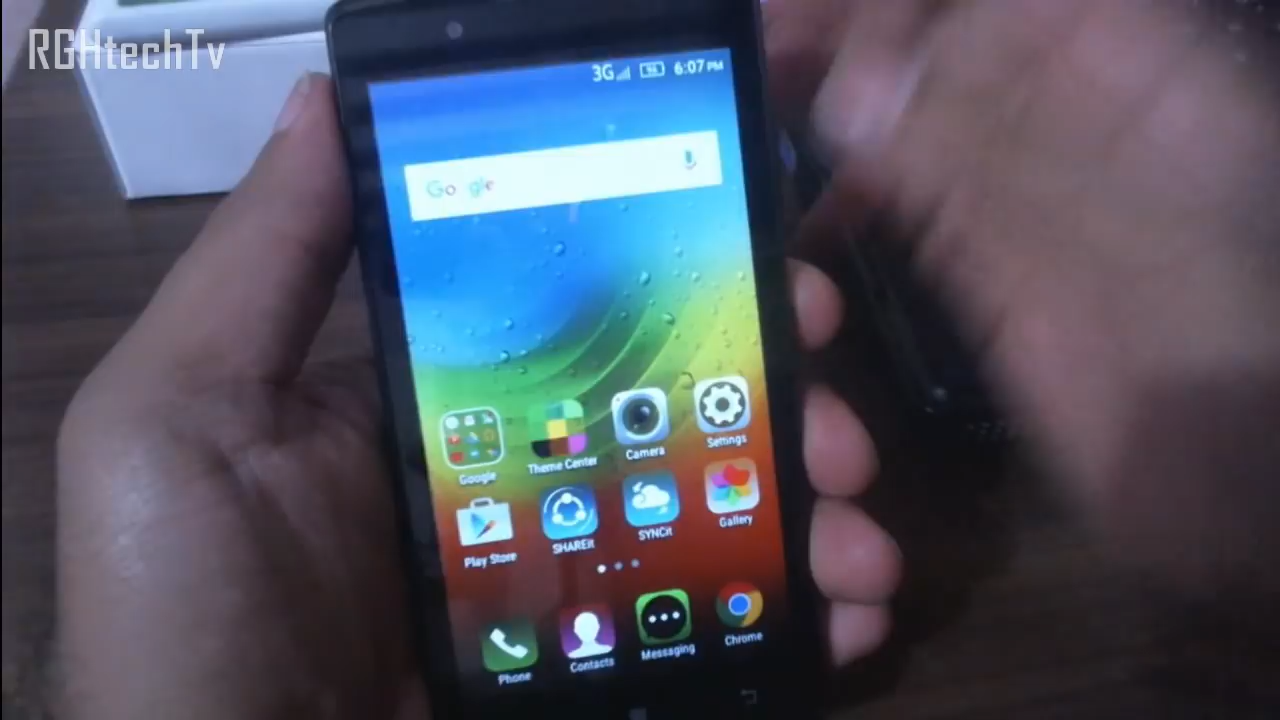 RGHtechTv
3G 6:07 PM
Google
Google Theme Center Camera Settings
Play Store SHAREit SYNCit Gallery
Phone Contacts Messaging Chrome